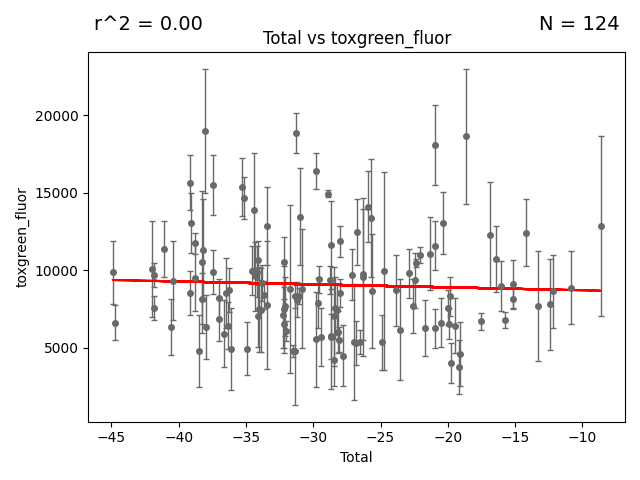 r^2 = 0.00
N = 124
Total vs toxgreen_fluor
20000
15000
10000
5000
toxgreen_fluor
−45
−40
−35
−30
−25
−20
−15
−10
Total